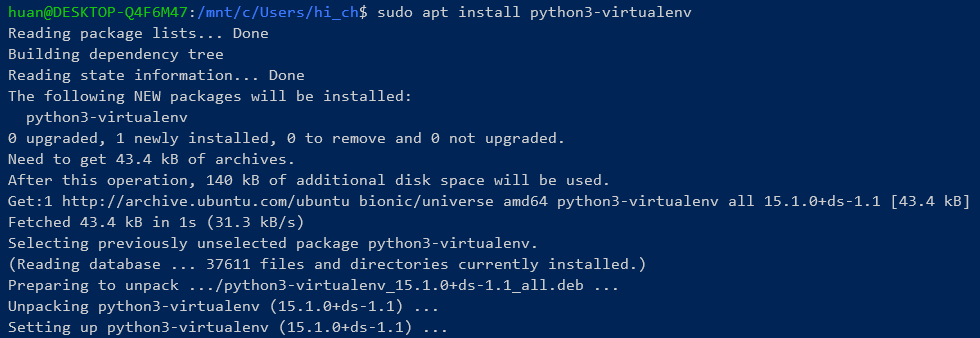 huan@DESKTOP-Q4F6M47:/mnt/c/Users/hi_ch$ sudo apt install python3-virtualenv
Reading package lists... Done
Building dependency tree
Reading state information... Done
The following NEW packages will be installed:
  python3-virtualenv
0 upgraded, 1 newly installed, 0 to remove and 0 not upgraded.
Need to get 43.4 kB of archives.
After this operation, 140 kB of additional disk space will be used.
Get:1 http://archive.ubuntu.com/ubuntu bionic/universe amd64 python3-virtualenv all 15.1.0+ds-1.1 [43.4 kB]
Fetched 43.4 kB in 1s (31.3 kB/s)
Selecting previously unselected package python3-virtualenv.
(Reading database ... 37611 files and directories currently installed.)
Preparing to unpack .../python3-virtualenv_15.1.0+ds-1.1_all.deb ...
Unpacking python3-virtualenv (15.1.0+ds-1.1) ...
Setting up python3-virtualenv (15.1.0+ds-1.1) ...